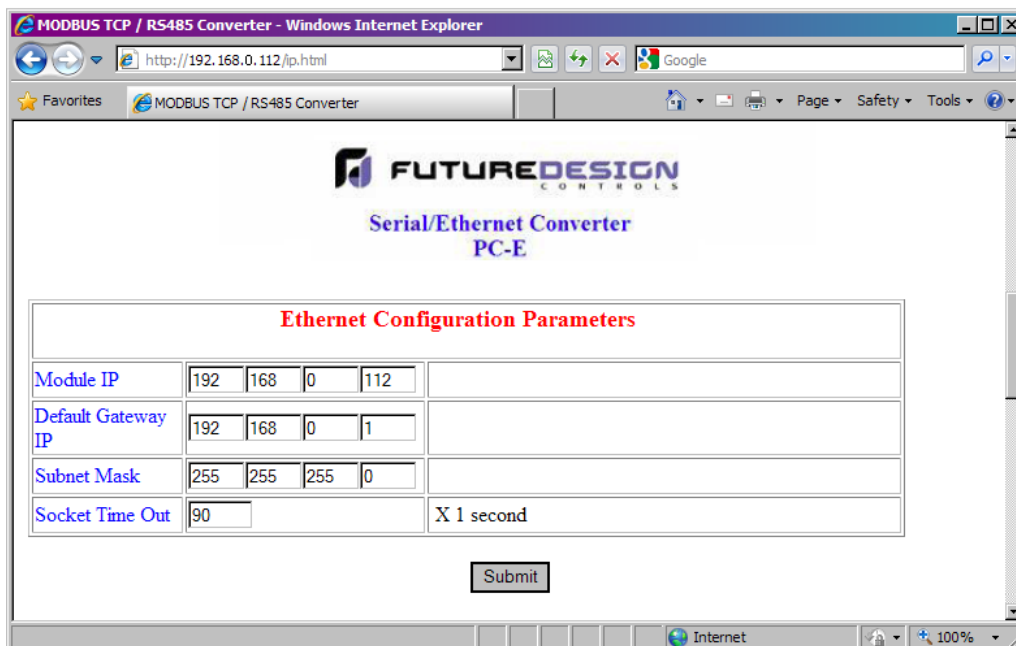 MODBUS TCP / RS485 Converter - Windows Internet Explorer
http://192.168.0.112/ip.html
Google
Favorites
MODBUS TCP / RS485 Converter
Page
Safety
Tools
FUTUREDESIGN
CONTROLS
Serial/Ethernet Converter
PC-E
Ethernet Configuration Parameters
Module IP 192 168 0 112
Default Gateway
IP 192 168 0 1
Subnet Mask 255 255 255 0
Socket Time Out 90 X 1 second
Submit
Internet
100%